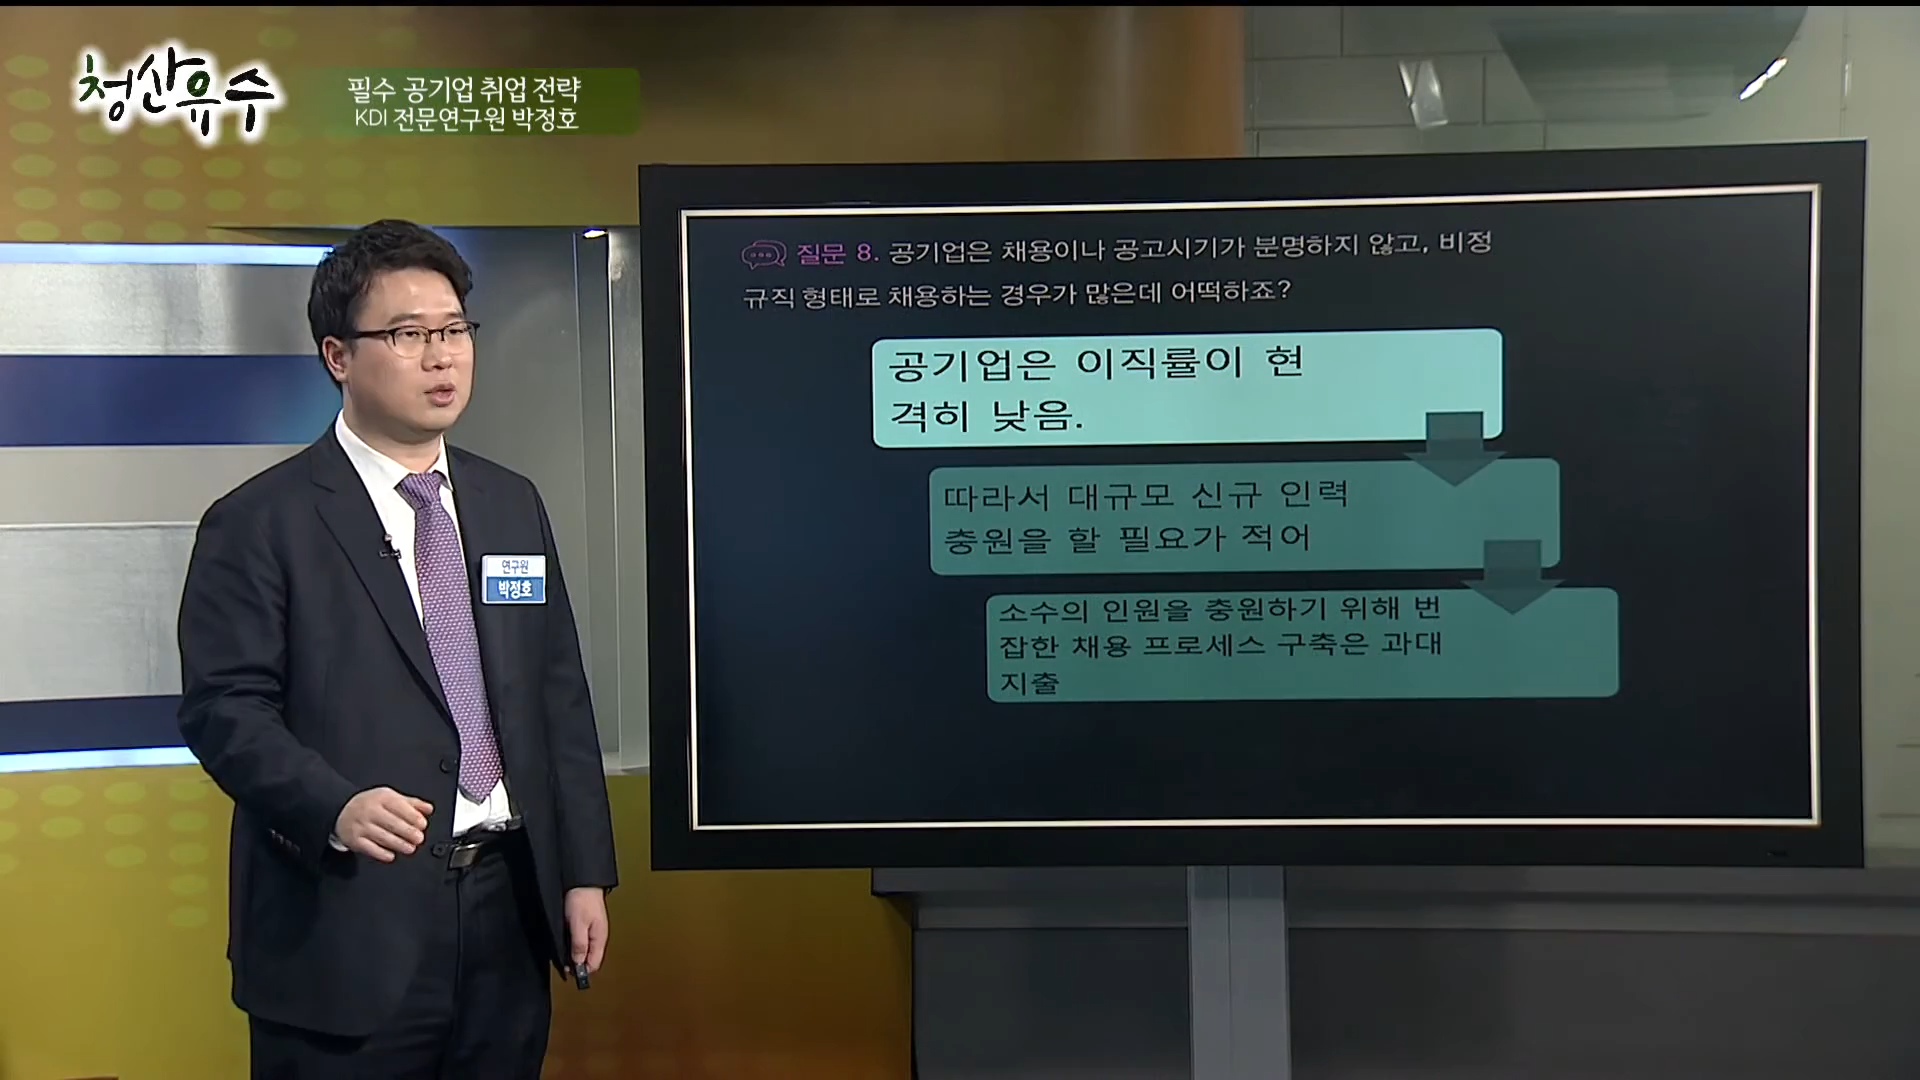 청산유수
필수 공기업 취업 전략
KDI 전문연구원 박정호
질문 8. 공기업은 채용이나 공고시기가 분명하지 않고, 비정
규직 형태로 채용하는 경우가 많은데 어떡하죠?
공기업은 이직률이 현
격히 낮음.
따라서 대규모 신규 인력
충원을 할 필요가 적어
소수의 인원을 충원하기 위해 번
잡한 채용 프로세스 구축은 과대
지출
연구원
박정호